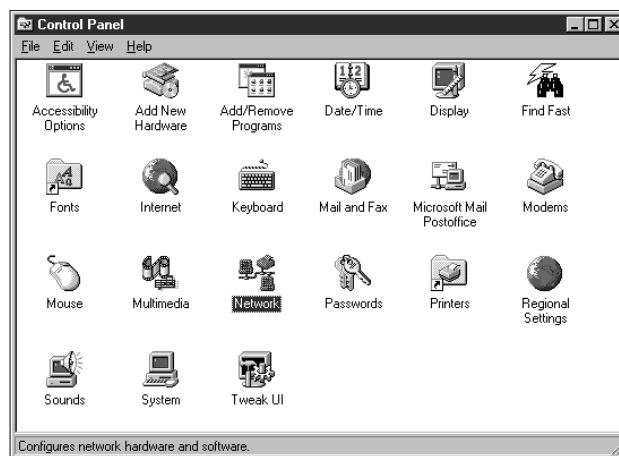 Control Panel
File Edit View Help
Accessibility Options
Add New Hardware
Add/Remove Programs
Date/Time
Display
Find Fast
Fonts
Internet
Keyboard
Mail and Fax
Microsoft Mail Postoffice
Modems
Mouse
Multimedia
Network
Passwords
Printers
Regional Settings
Sounds
System
Tweak UI
Configures network hardware and software.